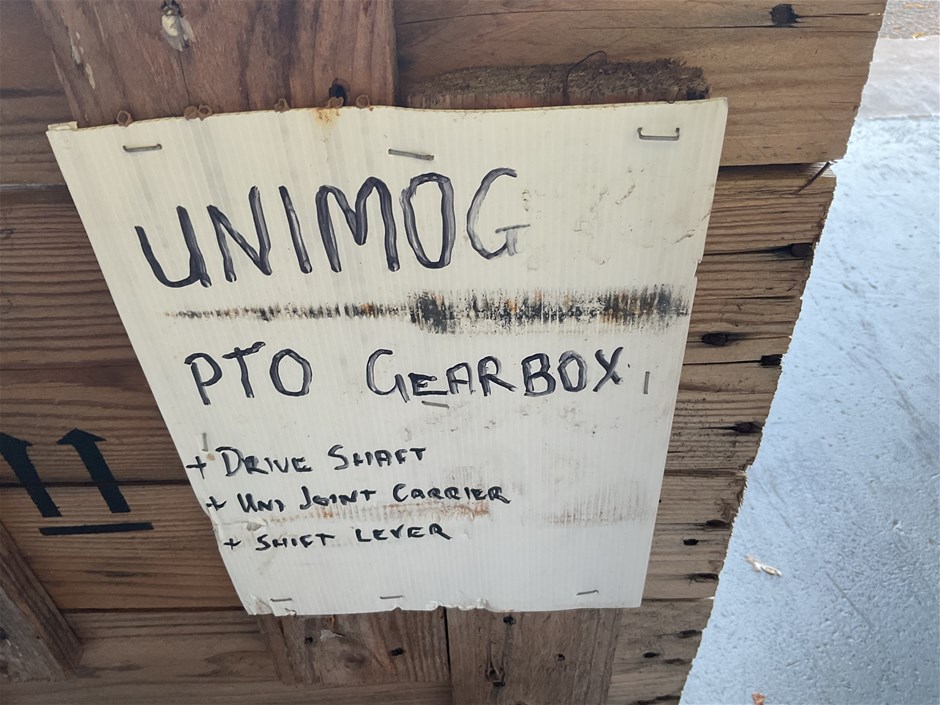 UNIMOG
PTO GEARBOX
+ DRIVE SHAFT
+ UNI JOINT CARRIER
+ SHIFT LEVER